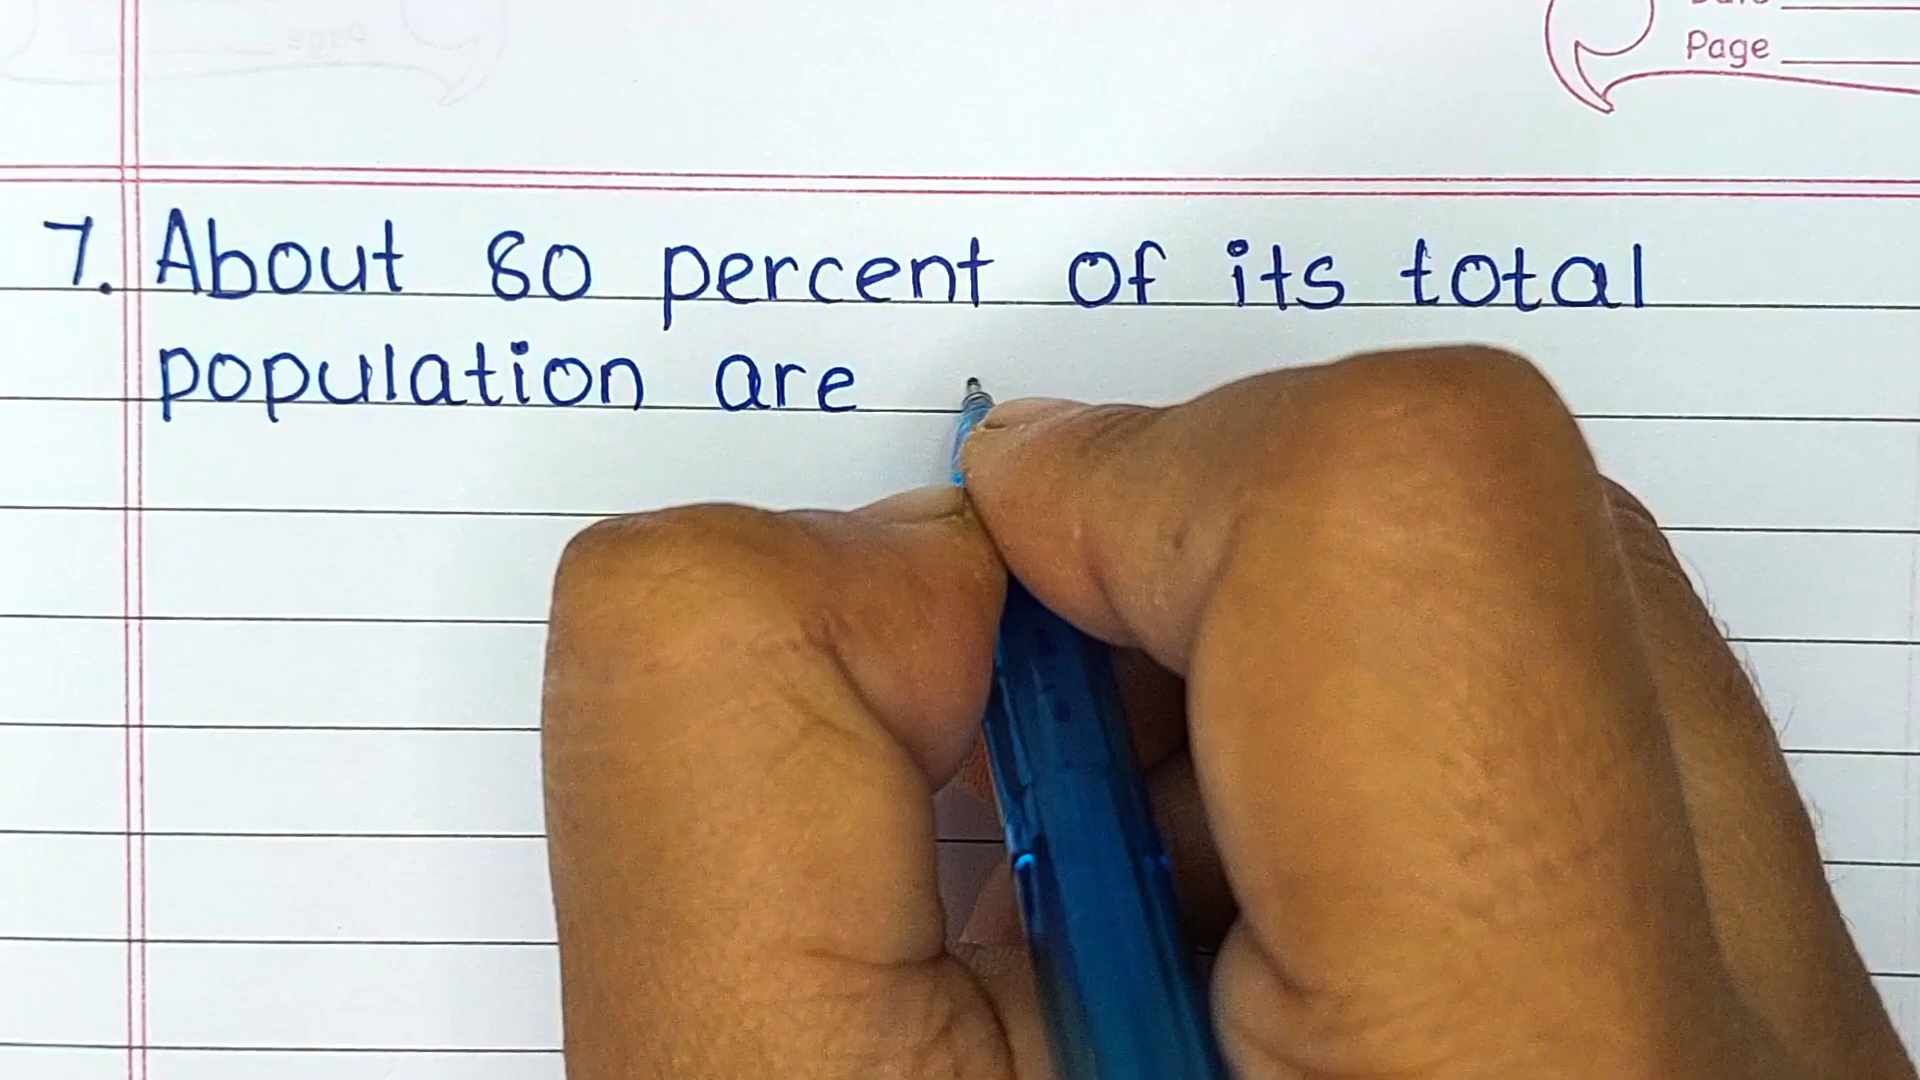 Page
7. About 80 percent of its total
population are